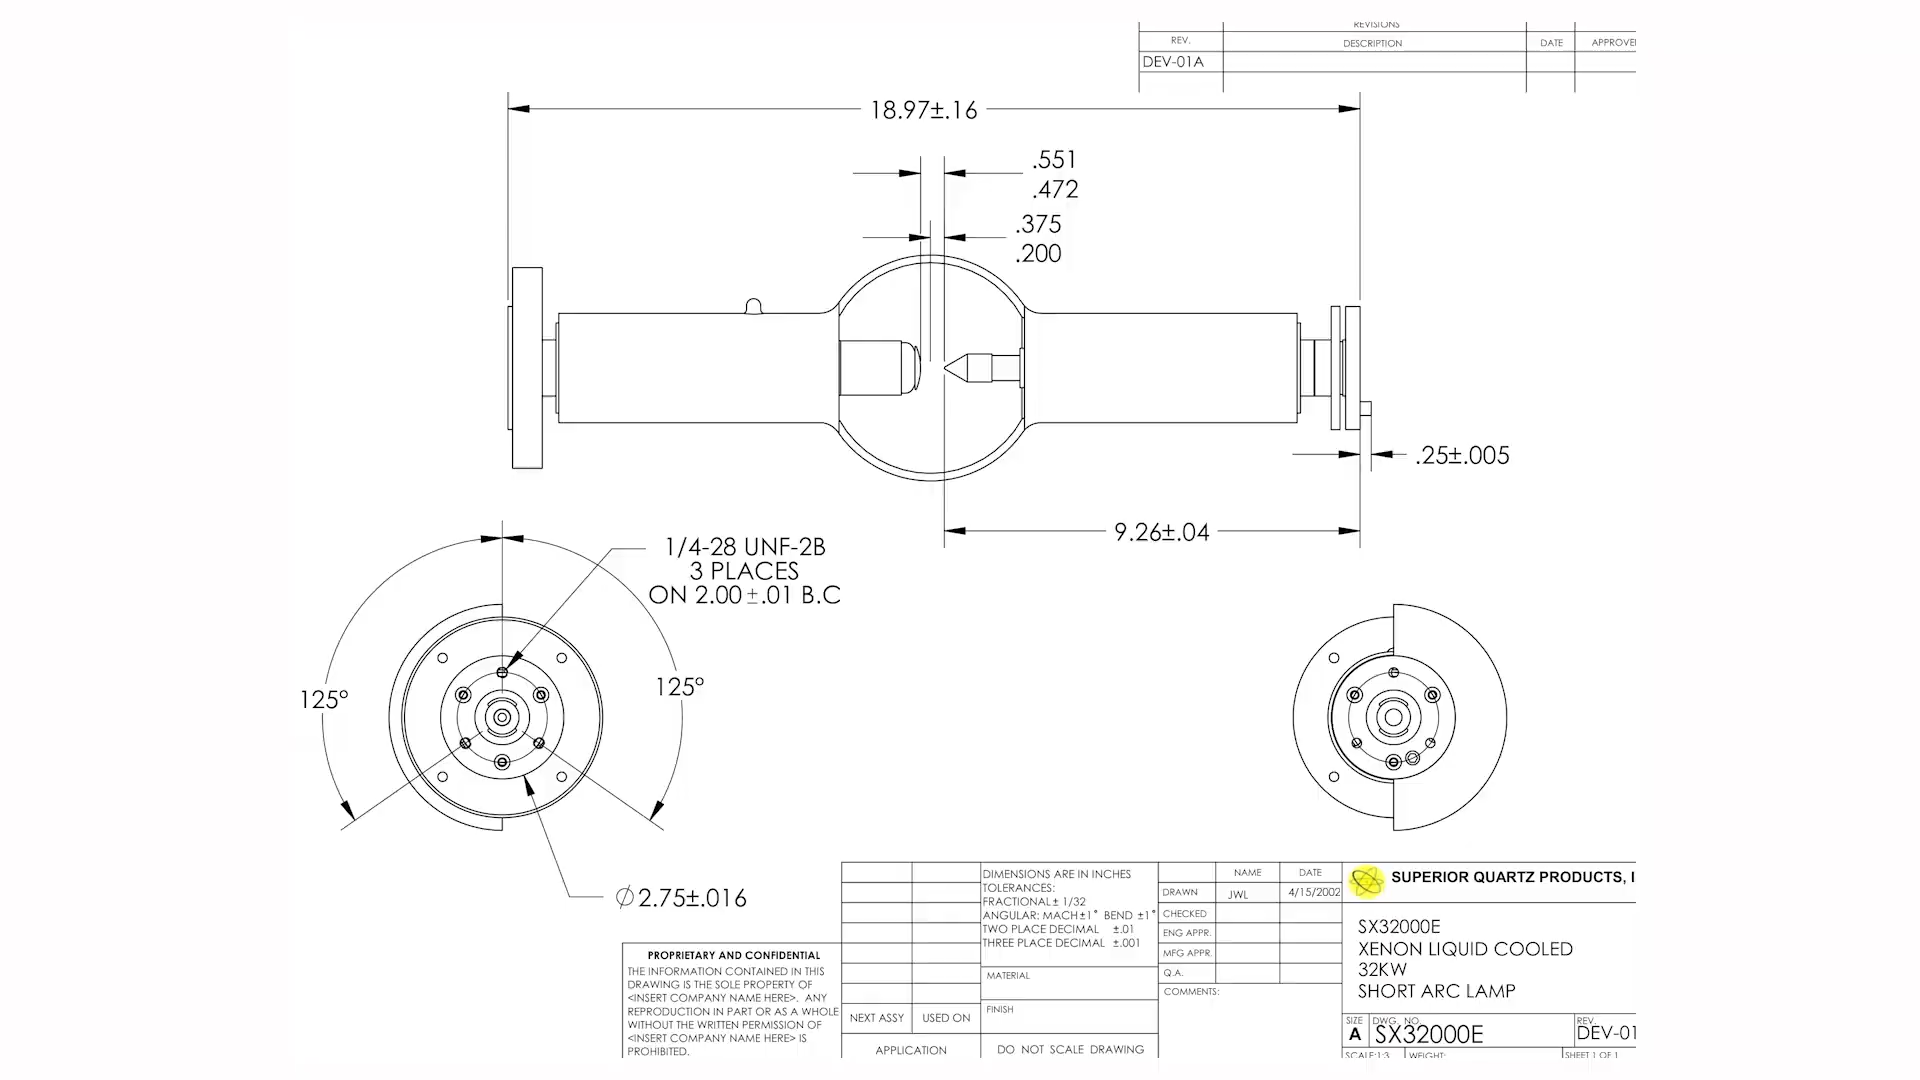 REVISIONS
REV. DESCRIPTION DATE APPROVE
DEV-01A
18.97±.16
.551
.472
.375
.200
.25±.005
9.26±.04
1/4-28 UNF-2B
3 PLACES
ON 2.00±.01 B.C
125°
125°
⌀2.75±.016
PROPRIETARY AND CONFIDENTIAL
THE INFORMATION CONTAINED IN THIS
DRAWING IS THE SOLE PROPERTY OF
<INSERT COMPANY NAME HERE>. ANY
REPRODUCTION IN PART OR AS A WHOLE
WITHOUT THE WRITTEN PERMISSION OF
<INSERT COMPANY NAME HERE> IS
PROHIBITED.
NEXT ASSY USED ON
APPLICATION
DIMENSIONS ARE IN INCHES
TOLERANCES:
FRACTIONAL± 1/32
ANGULAR: MACH±1° BEND ±1°
TWO PLACE DECIMAL ±.01
THREE PLACE DECIMAL ±.001
MATERIAL
FINISH
DO NOT SCALE DRAWING
NAME DATE
DRAWN JWL 4/15/2002
CHECKED
ENG APPR.
MFG APPR.
Q.A.
COMMENTS:
SUPERIOR QUARTZ PRODUCTS, I
SX32000E
XENON LIQUID COOLED
32KW
SHORT ARC LAMP
SIZE DWG. NO. REV.
A SX32000E DEV-01
SCALE:1:3 WEIGHT: SHEET 1 OF 1